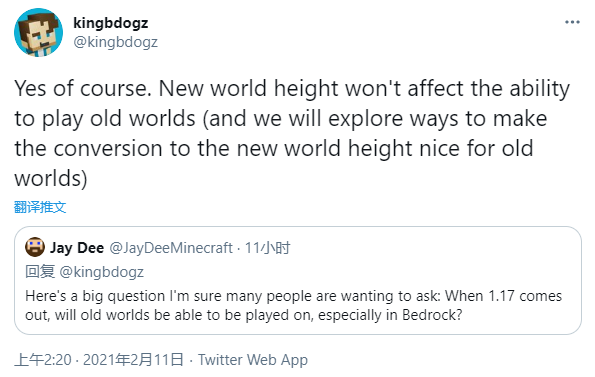 kingbdogz
@kingbdogz
Yes of course. New world height won't affect the ability
to play old worlds (and we will explore ways to make
the conversion to the new world height nice for old
worlds)
翻译推文
Jay Dee @JayDeeMinecraft · 11小时
回复 @kingbdogz
Here's a big question I'm sure many people are wanting to ask: When 1.17 comes
out, will old worlds be able to be played on, especially in Bedrock?
上午2:20 · 2021年2月11日 · Twitter Web App